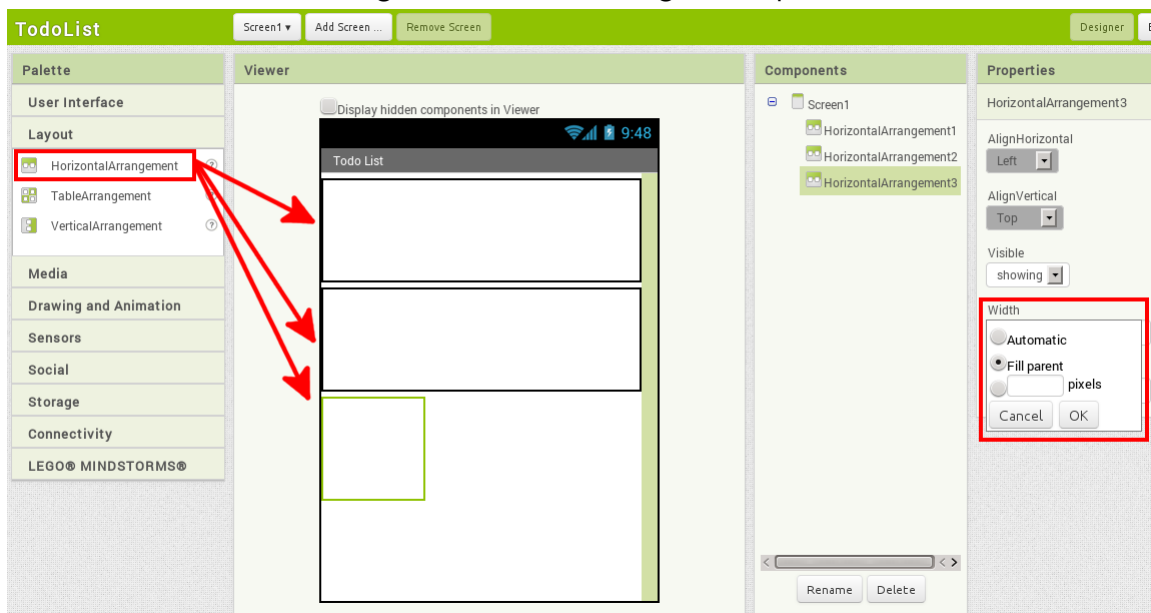 TodoList
Screen1 ▾
Add Screen ...
Remove Screen
Designer
Palette
User Interface
Layout
HorizontalArrangement
TableArrangement
VerticalArrangement
Media
Drawing and Animation
Sensors
Social
Storage
Connectivity
LEGO® MINDSTORMS®
Viewer
Display hidden components in Viewer
9:48
Todo List
Components
Screen1
HorizontalArrangement1
HorizontalArrangement2
HorizontalArrangement3
Rename
Delete
Properties
HorizontalArrangement3
AlignHorizontal
Left
AlignVertical
Top
Visible
showing
Width
Automatic
Fill parent
pixels
Cancel
OK